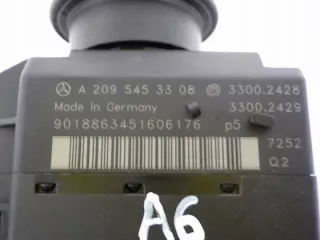 A 209 545 33 08 3300.2428
Made in Germany 3300.2429
9018863451606176 p5
7252
Q2
A6